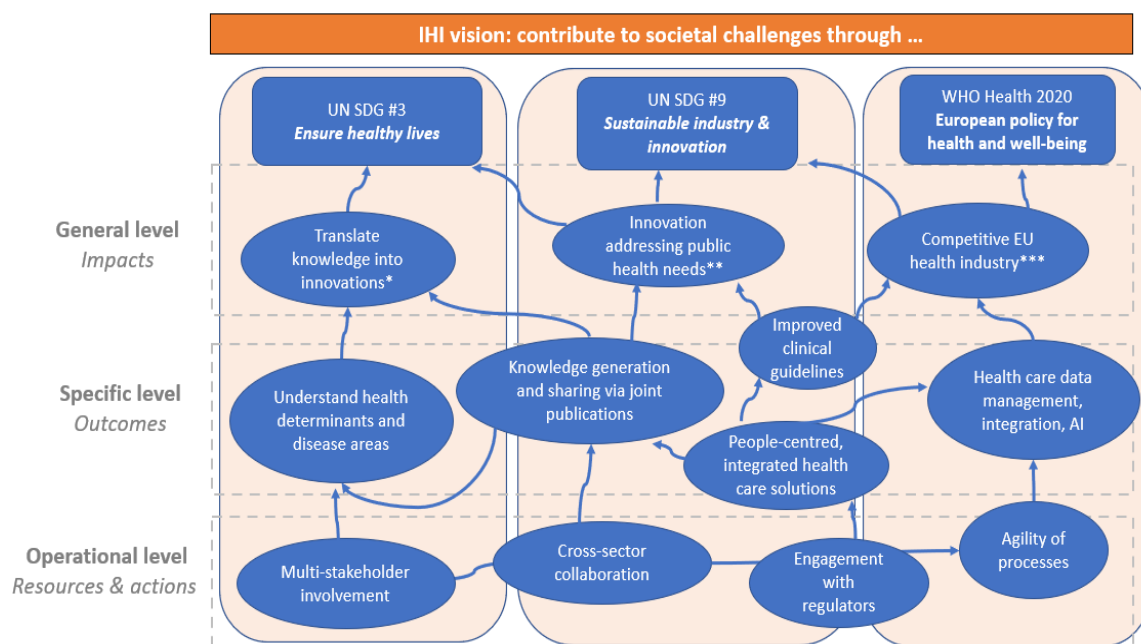 IHI vision: contribute to societal challenges through ...
UN SDG #3
Ensure healthy lives
UN SDG #9
Sustainable industry &
innovation
WHO Health 2020
European policy for
health and well-being
General level
Impacts
Translate
knowledge into
innovations*
Innovation
addressing public
health needs**
Competitive EU
health industry***
Improved
clinical
guidelines
Specific level
Outcomes
Understand health
determinants and
disease areas
Knowledge generation
and sharing via joint
publications
People-centred,
integrated health
care solutions
Health care data
management,
integration, AI
Operational level
Resources & actions
Multi-stakeholder
involvement
Cross-sector
collaboration
Engagement with
regulators
Agility of
processes